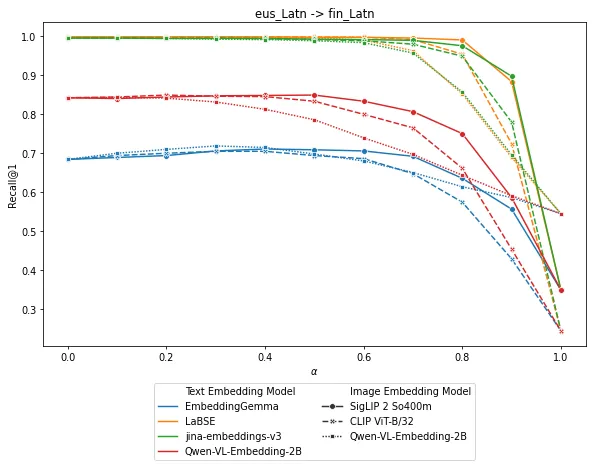 eus_Latn -> fin_Latn
Recall@1
1.0
0.9
0.8
0.7
0.6
0.5
0.4
0.3
0.0 0.2 0.4 0.6 0.8 1.0
α
Text Embedding Model
EmbeddingGemma
LaBSE
jina-embeddings-v3
Qwen-VL-Embedding-2B
Image Embedding Model
SigLIP 2 So400m
CLIP ViT-B/32
Qwen-VL-Embedding-2B